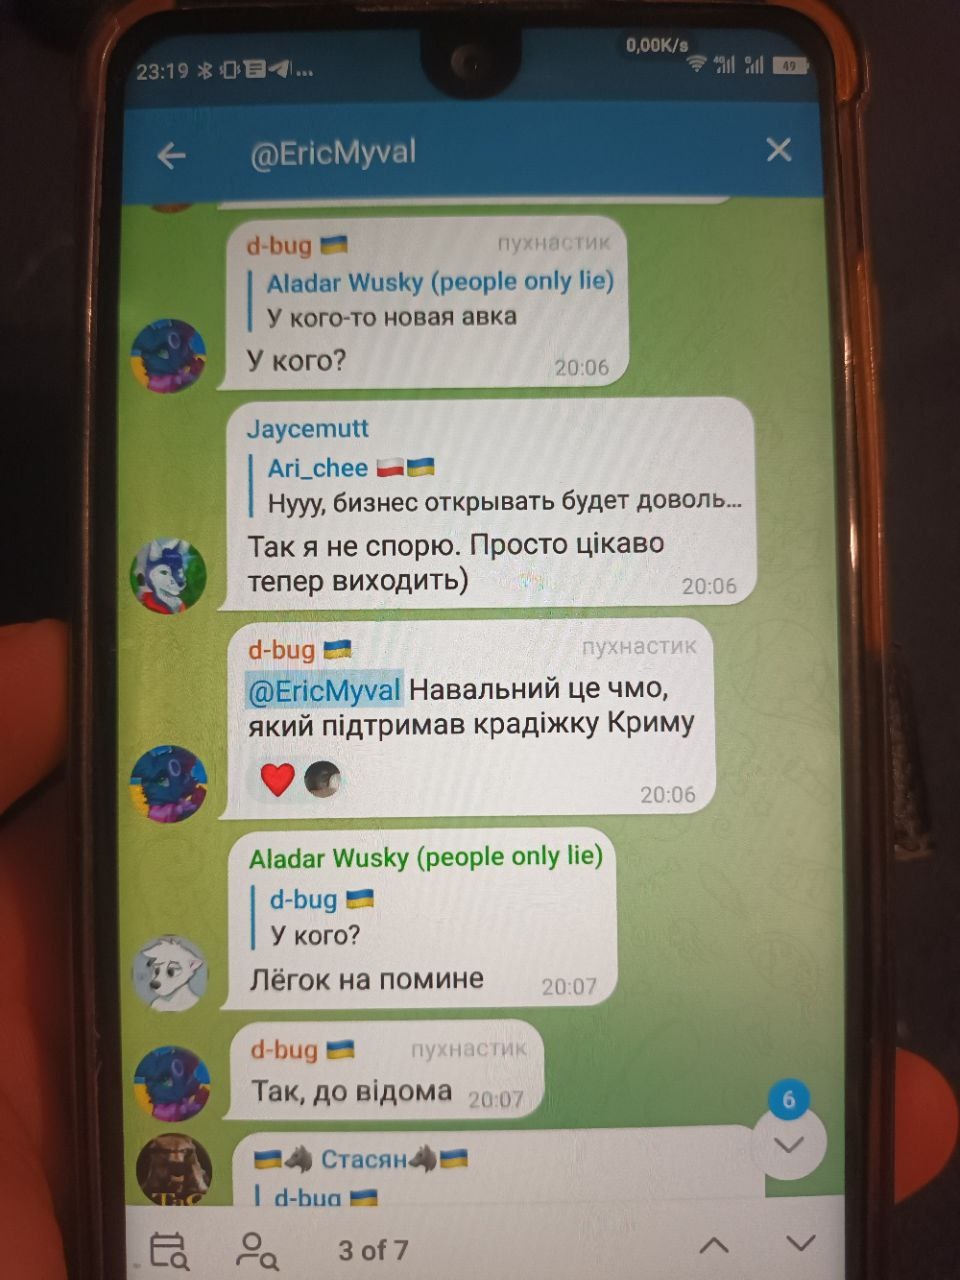 23:19
0,00K/s
49
@EricMyval
d-bug 🇺🇦 пухнастик
Aladar Wusky (people only lie)
У кого-то новая авка
У кого?
20:06
Jaycemutt
Ari_chee 🇵🇱🇺🇦
Нууу, бизнес открывать будет доволь...
Так я не спорю. Просто цікаво
тепер виходить)
20:06
d-bug 🇺🇦 пухнастик
@EricMyval Навальний це чмо,
який підтримав крадіжку Криму
❤️
20:06
Aladar Wusky (people only lie)
d-bug 🇺🇦
У кого?
Лёгок на помине
20:07
d-bug 🇺🇦 пухнастик
Так, до відома
20:07
🇺🇦🐺 Стасян🐺🇺🇦
d-bug 🇺🇦
6
3 of 7